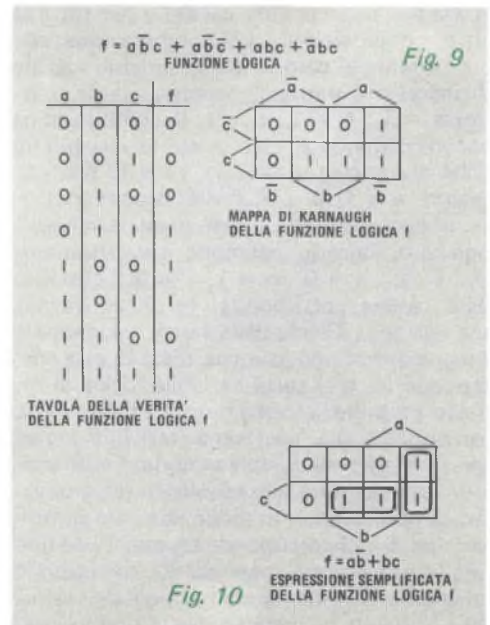 f = ab̅c + ab̅c̅ + abc + a̅bc
FUNZIONE LOGICA
Fig. 9
a b c f
0 0 0 0
0 0 1 0
0 1 0 0
0 1 1 1
1 0 0 1
1 0 1 1
1 1 0 0
1 1 1 1
TAVOLA DELLA VERITA'
DELLA FUNZIONE LOGICA f
a̅ a
c̅ 0 0 0 1
c 0 1 1 1
b̅ b b̅
MAPPA DI KARNAUGH
DELLA FUNZIONE LOGICA f
a
0 0 0 1
c 0 1 1 1
b
f = ab̅+bc
ESPRESSIONE SEMPLIFICATA
DELLA FUNZIONE LOGICA f
Fig. 10